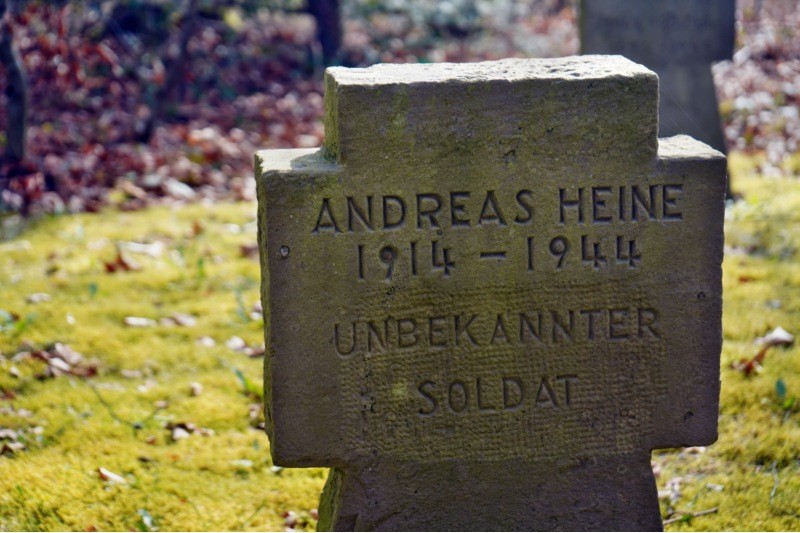 ANDREAS HEINE
1914 – 1944
UNBEKANNTER
SOLDAT